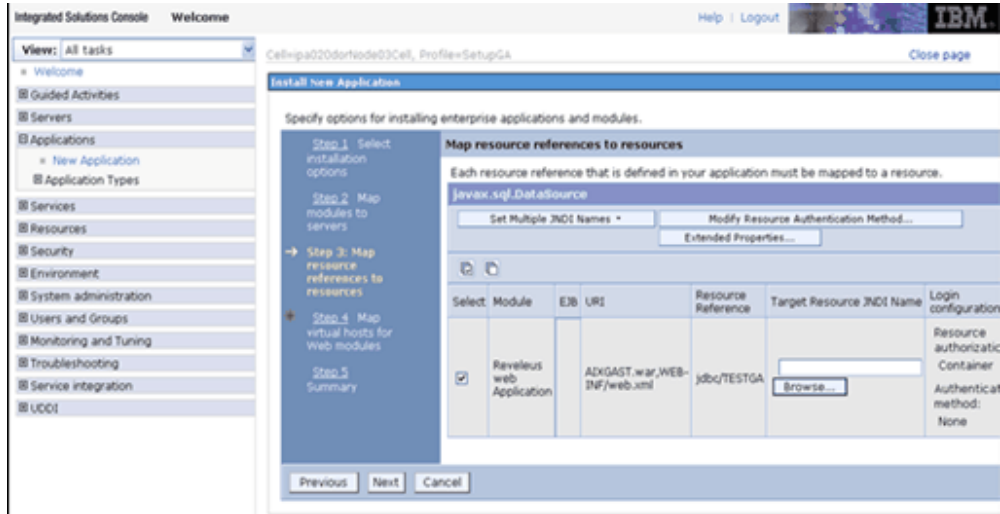 Integrated Solutions Console Welcome Help | Logout IBM.
View: All tasks
Cell=ipa020dorNode03Cell, Profile=SetupGA Close page
Welcome
Guided Activities
Servers
Applications
New Application
Application Types
Services
Resources
Security
Environment
System administration
Users and Groups
Monitoring and Tuning
Troubleshooting
Service integration
UDDI
Install New Application
Specify options for installing enterprise applications and modules.
Step 1 Select
installation
options
Step 2 Map
modules to
servers
Step 3: Map
resource
references to
resources
Step 4 Map
virtual hosts for
Web modules
Step 5
Summary
Map resource references to resources
Each resource reference that is defined in your application must be mapped to a resource.
javax.sql.DataSource
Set Multiple JNDI Names Modify Resource Authentication Method...
Extended Properties...
Select Module EJB URI Resource Reference Target Resource JNDI Name Login configuration
Reveleus
web
Application
AIXGAST.war,WEB-
INF/web.xml
jdbc/TESTGA
Browse...
Resource
authorizatic
Container
Authenticat
method:
None
Previous Next Cancel